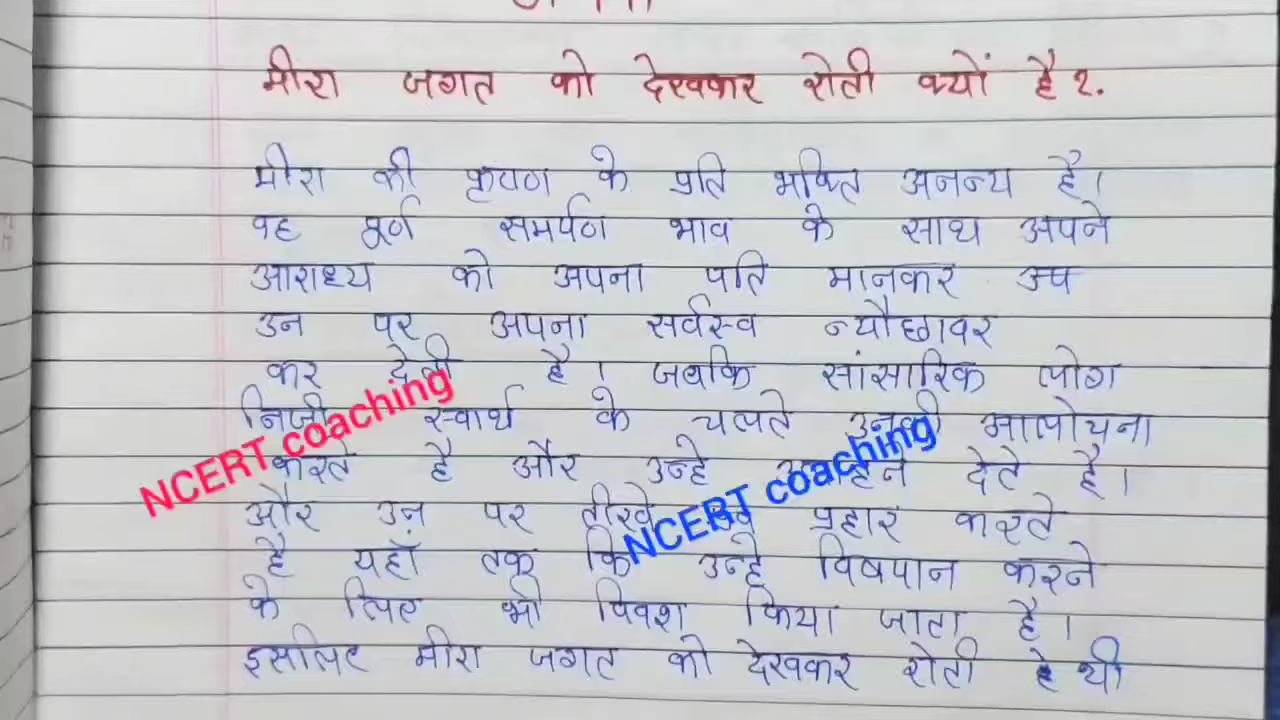 मीरा जगत को देखकर रोती क्यों है ?.
मीरा की कृष्ण के प्रति भक्ति अनन्य है।
वह पूर्ण समर्पण भाव के साथ अपने
आराध्य को अपना पति मानकर
उन पर अपना सर्वस्व न्यौछावर
कर देती है। जबकि सांसारिक लोग
निजी स्वार्थ के चलते उनकी आलोचना
NCERT coaching
करते है और उन्हे देते है।
NCERT coaching
और उन पर तीखे प्रहार करते
है यहाँ तक कि उन्हे विषपान करने
के लिए भी विवश किया जाता है।
इसलिए मीरा जगत को देखकर रोती थी